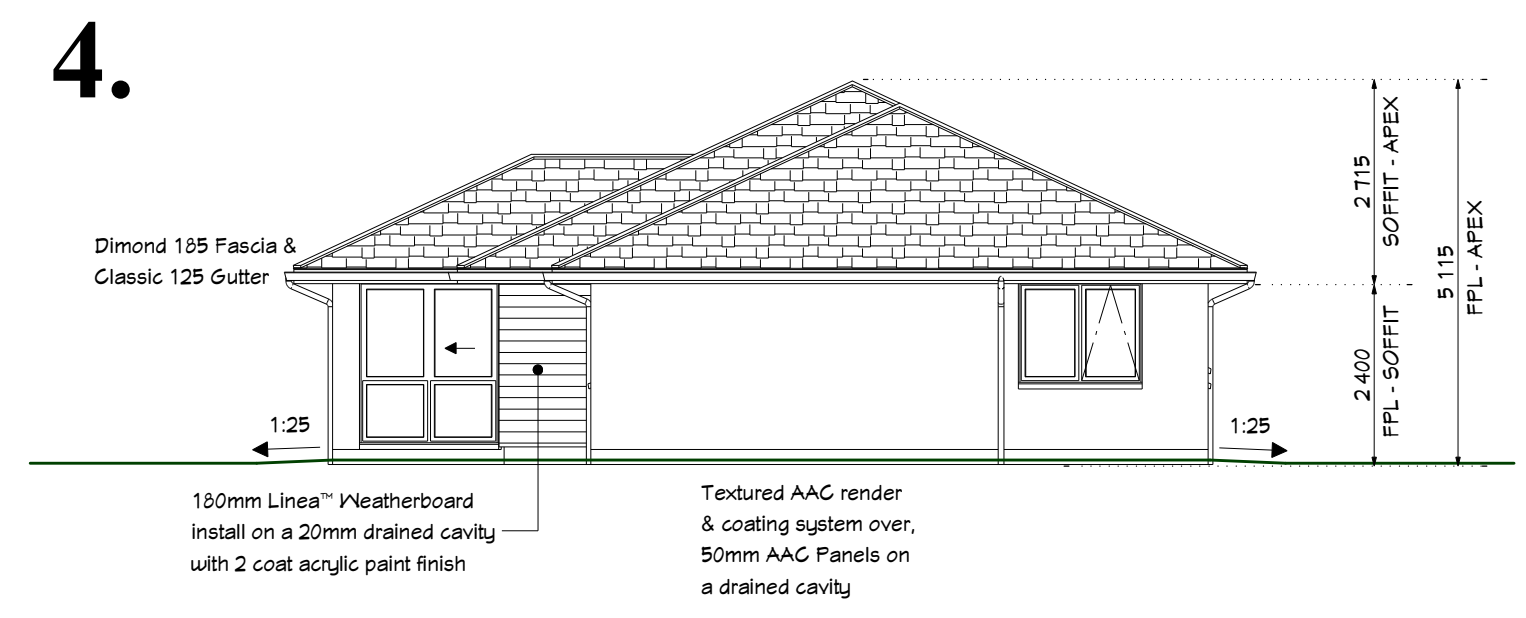 4.
Dimond 185 Fascia &
Classic 125 Gutter
2 715
SOFFIT - APEX
5 115
FPL - APEX
2 400
FPL - SOFFIT
1:25
1:25
180mm Linea™ Weatherboard
install on a 20mm drained cavity
with 2 coat acrylic paint finish
Textured AAC render
& coating system over,
50mm AAC Panels on
a drained cavity